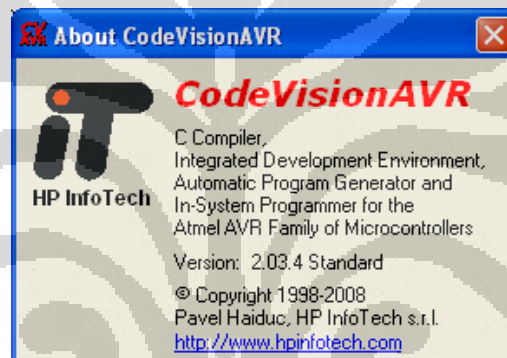 About CodeVisionAVR
CodeVisionAVR
C Compiler,
Integrated Development Environment,
Automatic Program Generator and
In-System Programmer for the
Atmel AVR Family of Microcontrollers
HP InfoTech
Version: 2.03.4 Standard
© Copyright 1998-2008
Pavel Haiduc, HP InfoTech s.r.l.
http://www.hpinfotech.com